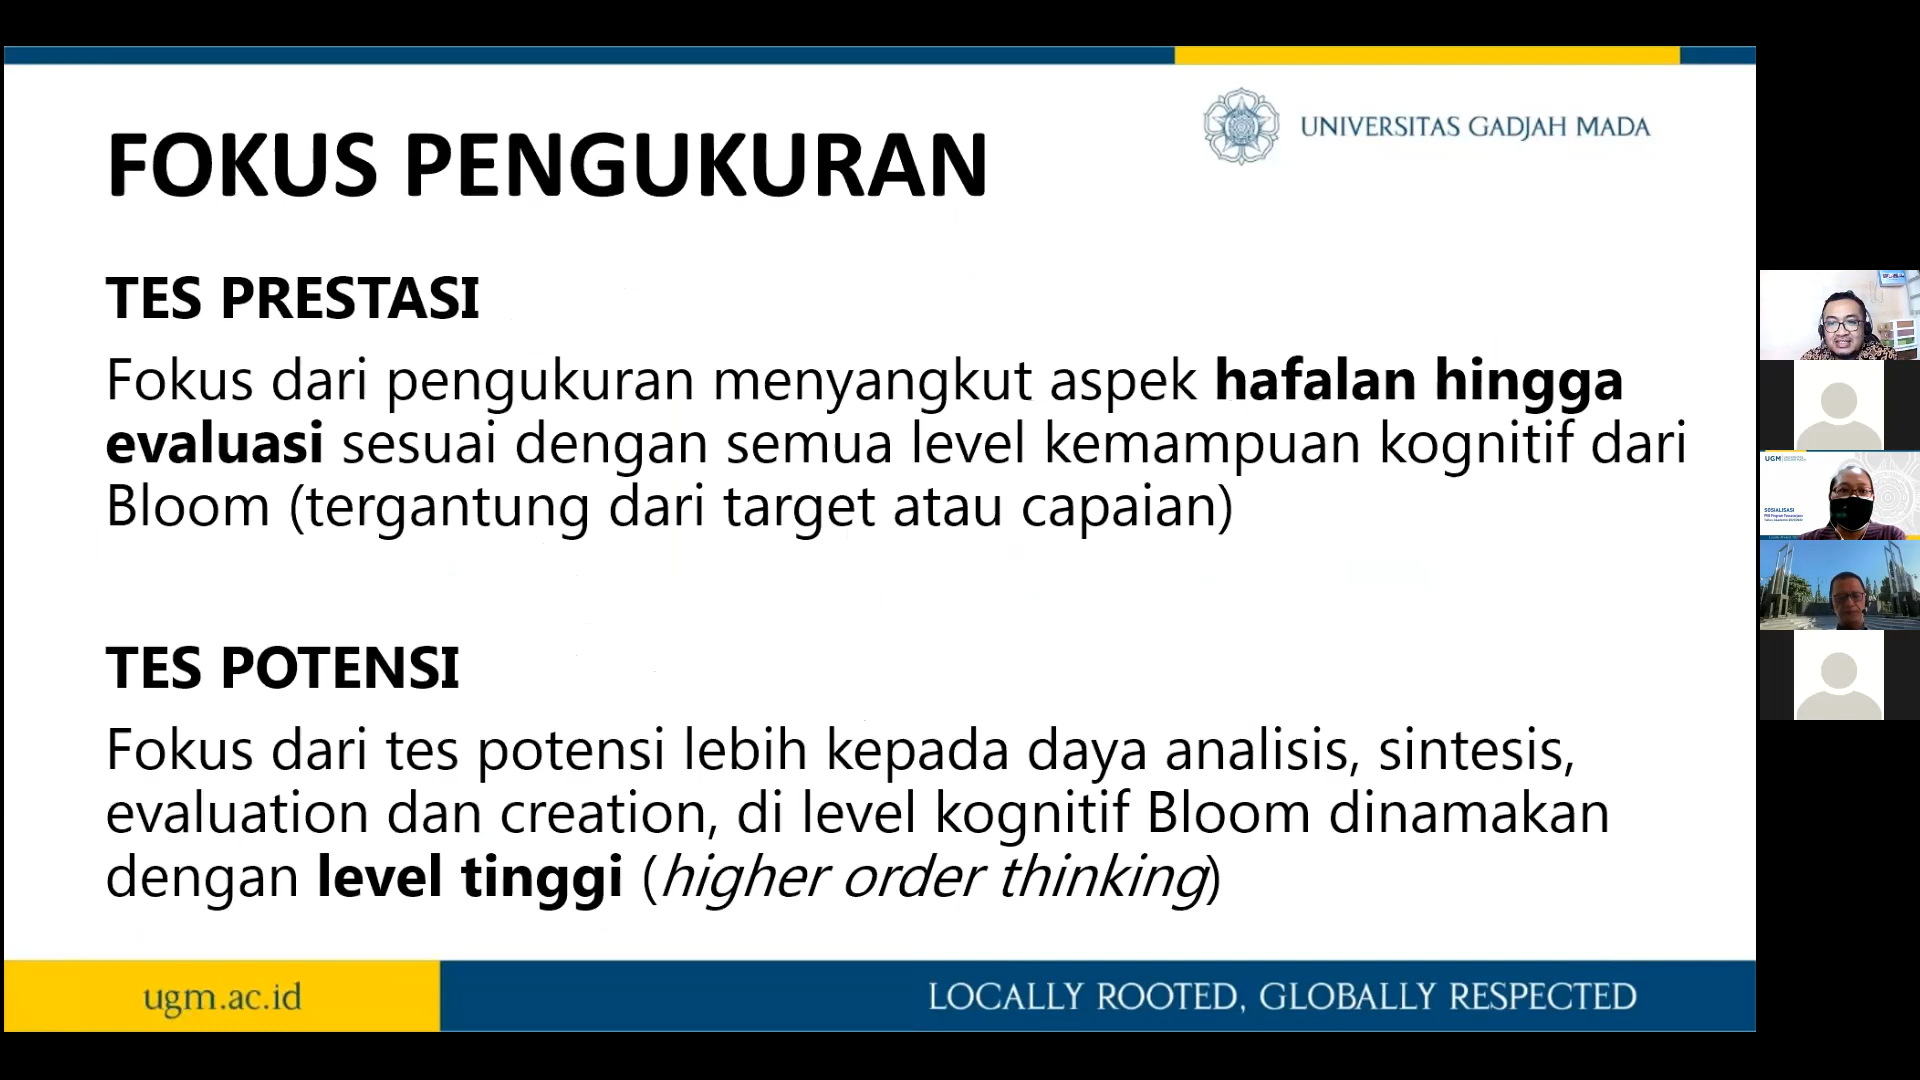 UNIVERSITAS GADJAH MADA
FOKUS PENGUKURAN
TES PRESTASI
Fokus dari pengukuran menyangkut aspek hafalan hingga
evaluasi sesuai dengan semua level kemampuan kognitif dari
Bloom (tergantung dari target atau capaian)
TES POTENSI
Fokus dari tes potensi lebih kepada daya analisis, sintesis,
evaluation dan creation, di level kognitif Bloom dinamakan
dengan level tinggi (higher order thinking)
ugm.ac.id
LOCALLY ROOTED, GLOBALLY RESPECTED
UGM
SOSIALISASI